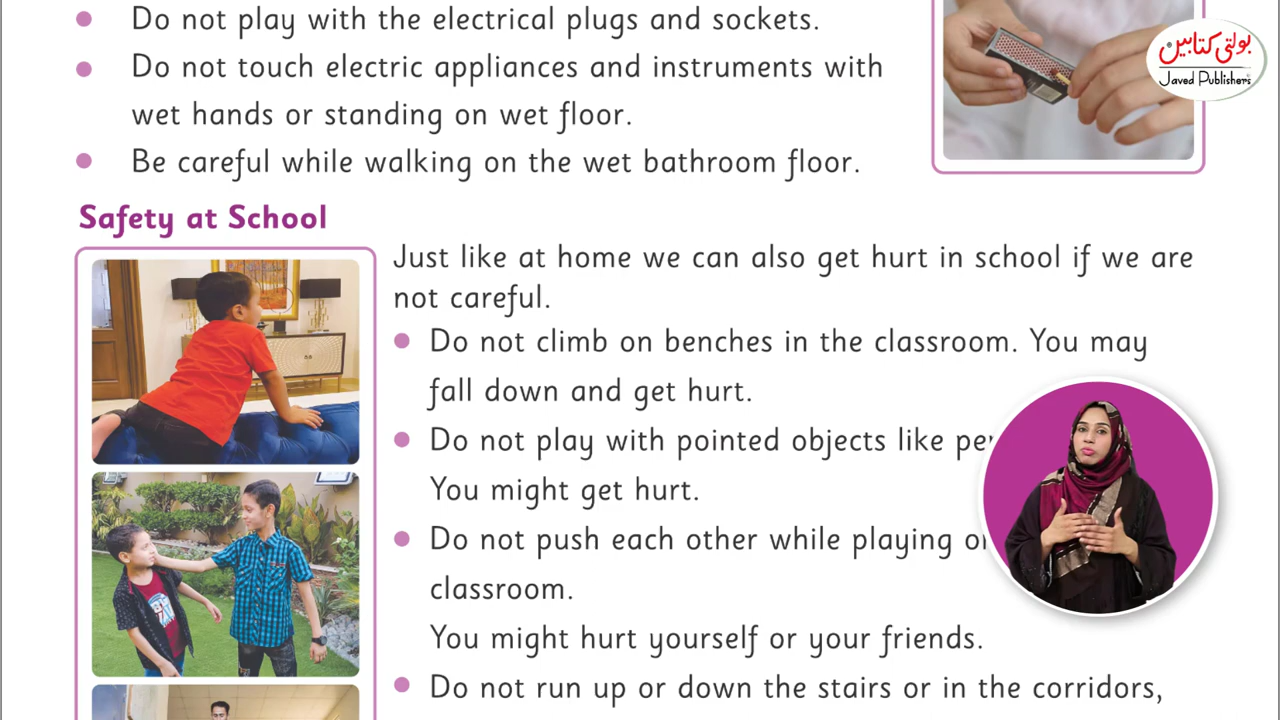 Do not play with the electrical plugs and sockets.
Do not touch electric appliances and instruments with
wet hands or standing on wet floor.
Be careful while walking on the wet bathroom floor.
بولتی کتابیں
Javed Publishers
Safety at School
Just like at home we can also get hurt in school if we are
not careful.
Do not climb on benches in the classroom. You may
fall down and get hurt.
Do not play with pointed objects like
You might get hurt.
Do not push each other while playing
classroom.
You might hurt yourself or your friends.
Do not run up or down the stairs or in the corridors,